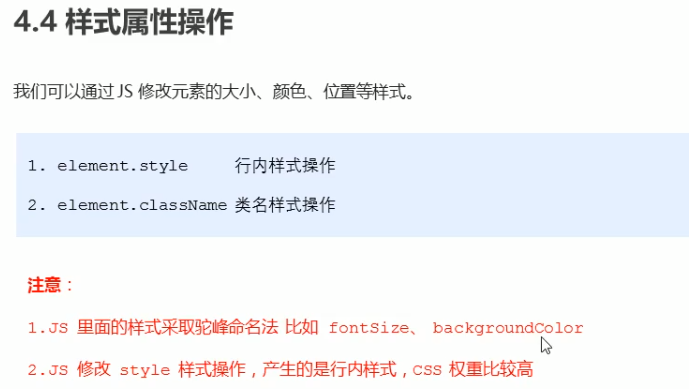 4.4 样式属性操作
我们可以通过 JS 修改元素的大小、颜色、位置等样式。
1. element.style 行内样式操作
2. element.className 类名样式操作
注意：
1.JS 里面的样式采取驼峰命名法 比如 fontSize、 backgroundColor
2.JS 修改 style 样式操作，产生的是行内样式，CSS 权重比较高